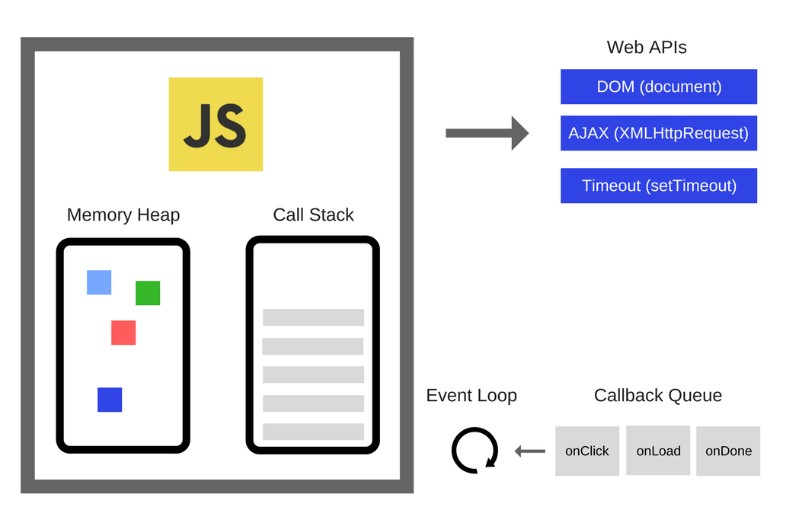 JS
Memory Heap
Call Stack
Web APIs
DOM (document)
AJAX (XMLHttpRequest)
Timeout (setTimeout)
Event Loop
Callback Queue
onClick
onLoad
onDone